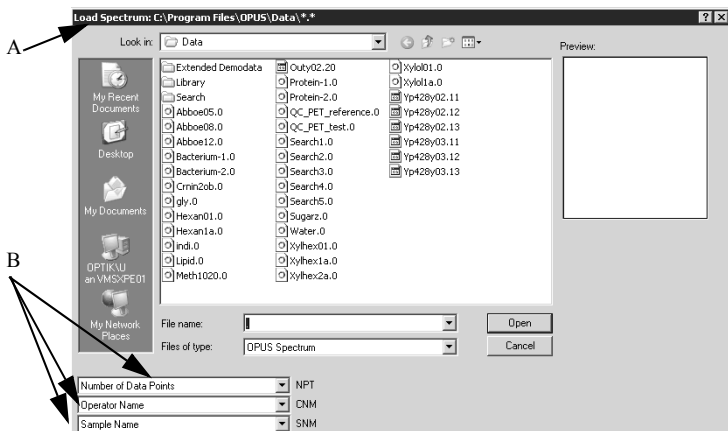 Load Spectrum: C:\Program Files\OPUS\Data\*.*
A
Look in:
Data
Preview:
My Recent
Documents
Desktop
My Documents
OPTIK\U
an VMSXPE01
My Network
Places
Extended Demodata
Library
Search
Abboe05.0
Abboe08.0
Abboe12.0
Bacterium-1.0
Bacterium-2.0
Crnin2ob.0
gly.0
Hexan01.0
Hexan1a.0
indi.0
Lipid.0
Meth1020.0
Outy02.20
Protein-1.0
Protein-2.0
QC_PET_reference.0
QC_PET_test.0
Search1.0
Search2.0
Search3.0
Search4.0
Search5.0
Sugarz.0
Water.0
Xylhex01.0
Xylhex1a.0
Xylhex2a.0
Xylol01.0
Xylol1a.0
Yp428y02.11
Yp428y02.12
Yp428y02.13
Yp428y03.11
Yp428y03.12
Yp428y03.13
B
File name:
Open
Files of type:
OPUS Spectrum
Cancel
Number of Data Points
NPT
Operator Name
CNM
Sample Name
SNM